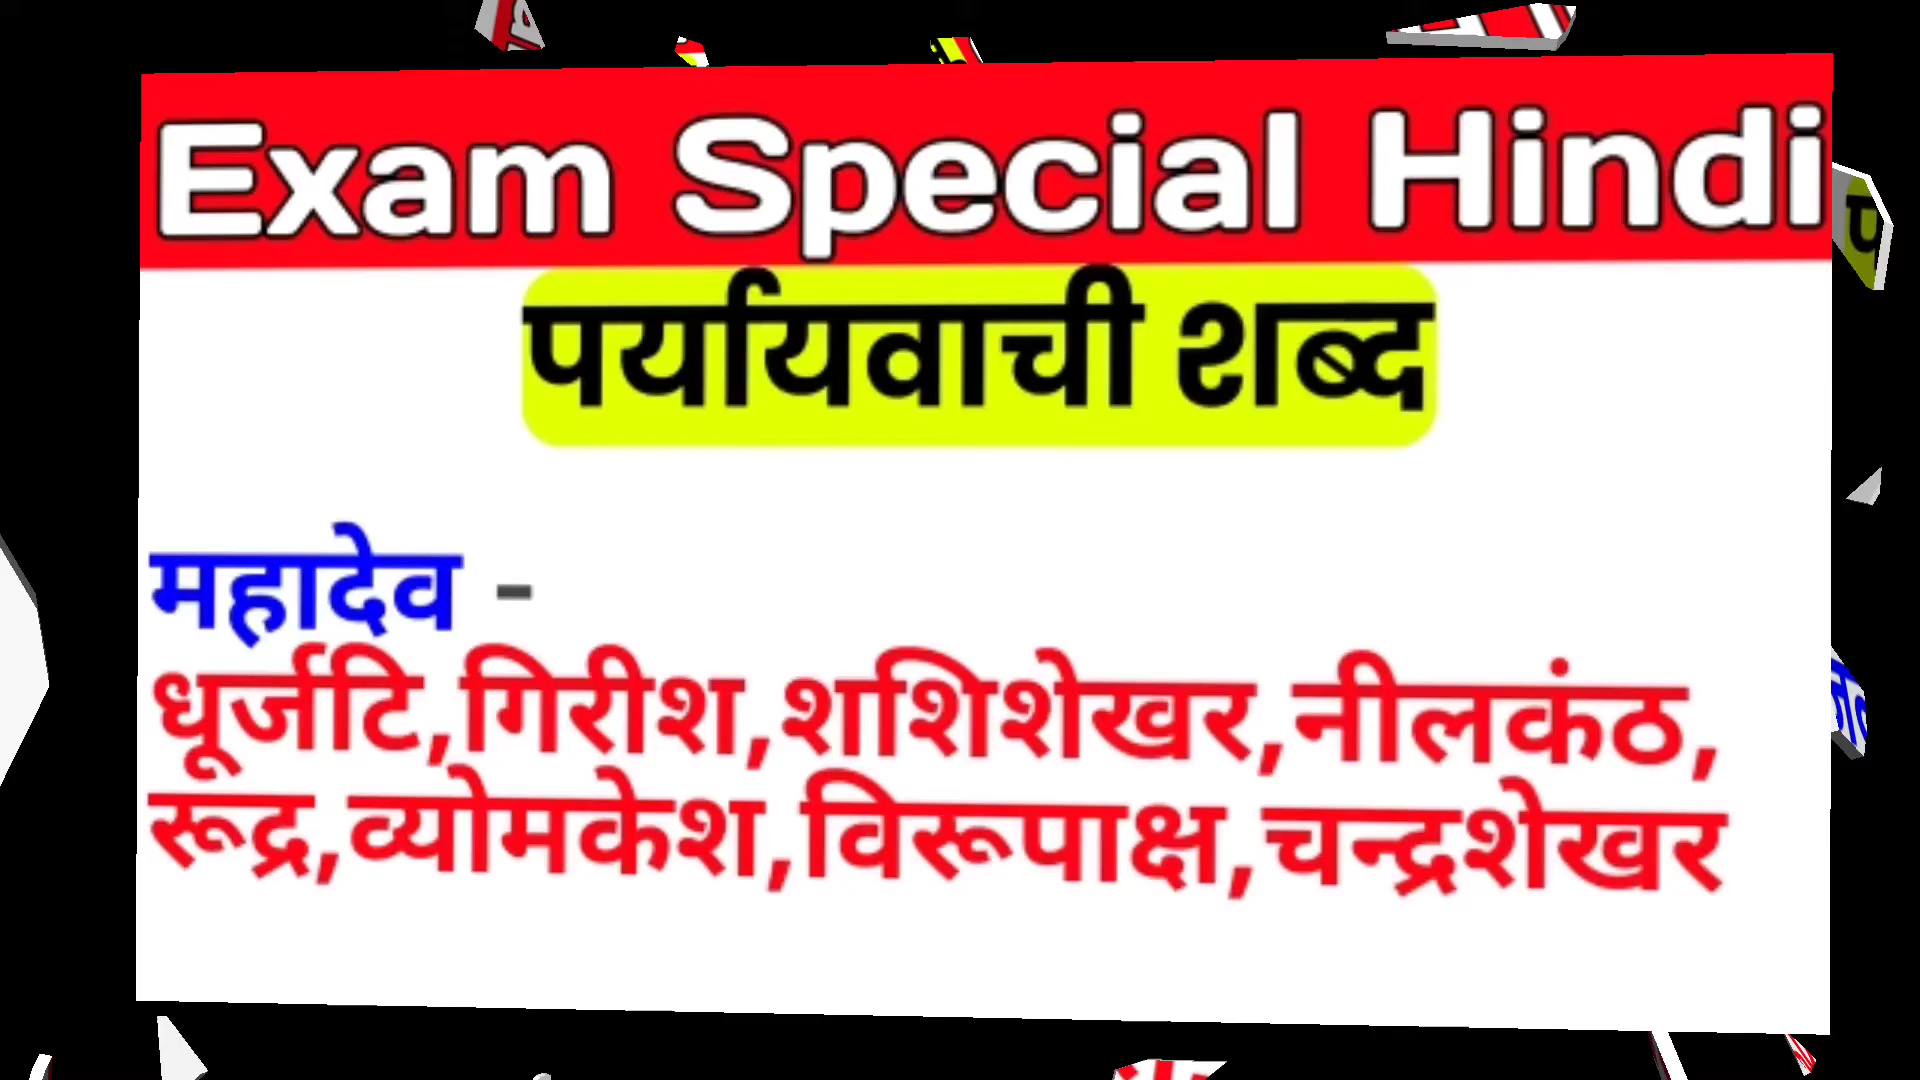 Exam Special Hindi
पर्यायवाची शब्द
महादेव -
धूर्जटि,गिरीश,शशिशेखर,नीलकंठ,
रूद्र,व्योमकेश,विरूपाक्ष,चन्द्रशेखर